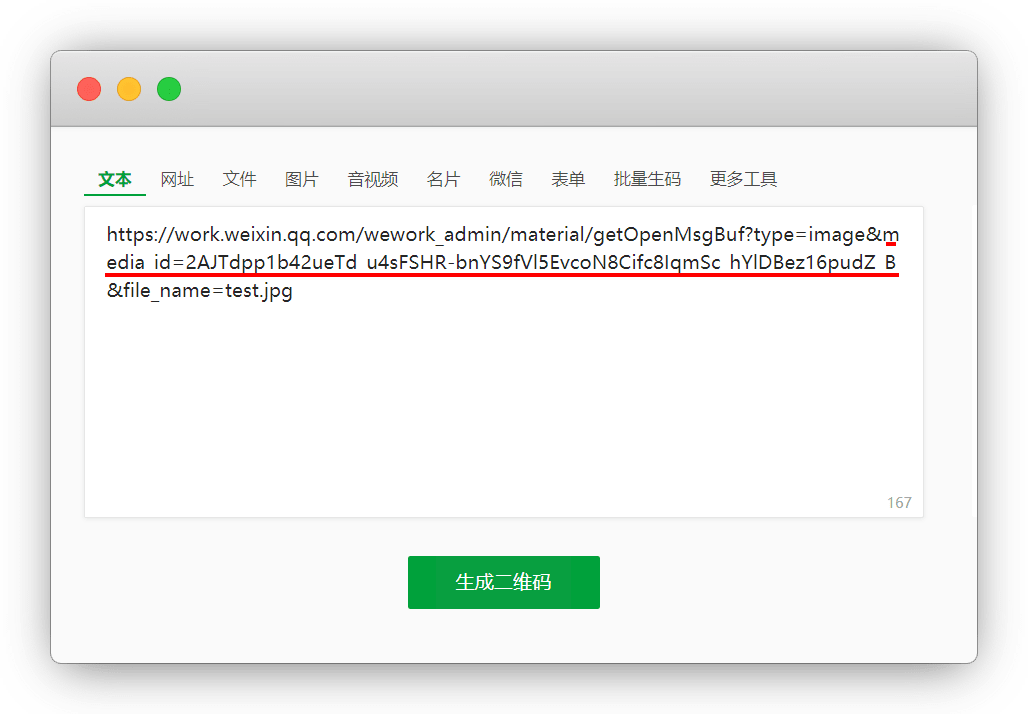 文本 网址 文件 图片 音视频 名片 微信 表单 批量生码 更多工具
https://work.weixin.qq.com/wework_admin/material/getOpenMsgBuf?type=image&m
edia_id=2AJTdpp1b42ueTd_u4sFSHR-bnYS9fVl5EvcoN8Cifc8IqmSc_hYlDBez16pudZ_B
&file_name=test.jpg
167
生成二维码